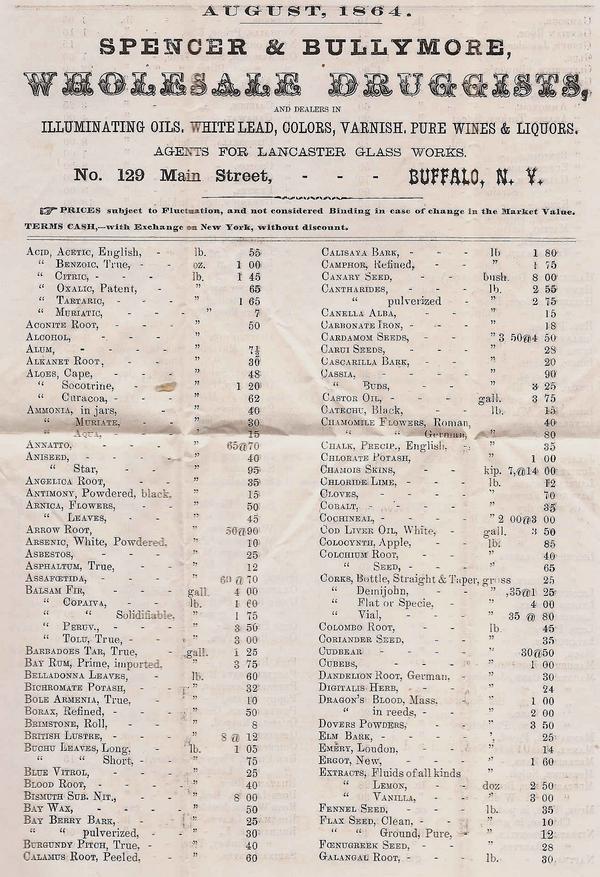 AUGUST, 1864.
SPENCER & BULLYMORE,
WHOLESALE DRUGGISTS,
AND DEALERS IN
ILLUMINATING OILS, WHITE LEAD, COLORS, VARNISH, PURE WINES & LIQUORS.
AGENTS FOR LANCASTER GLASS WORKS.
No. 129 Main Street, - - - BUFFALO, N. Y.
☞ PRICES subject to Fluctuation, and not considered Binding in case of change in the Market Value.
TERMS CASH,—with Exchange on New York, without discount.
ACID, ACETIC, English, - lb. 55
“ BENZOIC, True, - - oz. 1 00
“ CITRIC, - - - lb. 1 45
“ OXALIC, Patent, - - ” 65
“ TARTARIC, - - - ” 1 65
“ MURIATIC, - - - ” 7
ACONITE ROOT, - - - ” 50
ALCOHOL, - - - -
ALUM, - - - - ” 7½
ALKANET ROOT, - - - ” 30
ALOES, Cape, - - - ” 48
“ Socotrine, - - ” 1 20
“ Curacoa, - - - ” 62
AMMONIA, in jars, - - ” 40
“ MURIATE, - - ” 30
“ AQUA, - - - ” 15
ANNATTO, - - - - ” 65@70
ANISEED, - - - - ” 40
“ Star, - - - ” 95
ANGELICA ROOT, - - - ” 35
ANTIMONY, Powdered, black, ” 15
ARNICA, FLOWERS, - - ” 50
“ LEAVES, - - - ” 45
ARROW ROOT, - - - ” 50@90
ARSENIC, White, Powdered, ” 10
ASBESTOS, - - - - ” 25
ASPHALTUM, True, - - ” 12
ASSAFŒTIDA, - - - ” 60 @ 70
BALSAM FIR, - - - gall. 4 00
“ COPAIVA, - - lb. 1 60
“ “ Solidifiable, ” 1 75
“ PERUV., - - - ” 3 50
“ TOLU, True, - - ” 3 00
BARBADOES TAR, True, - gall. 1 25
BAY RUM, Prime, imported, ” 3 75
BELLADONNA LEAVES, - lb. 60
BICHROMATE POTASH, - ” 32
BOLE ARMENIA, True, - ” 10
BORAX, Refined, - - - ” 50
BRIMSTONE, Roll, - - ” 8
BRITISH LUSTRE, - - ” 8 @ 12
BUCHU LEAVES, Long, - lb. 1 05
“ “ Short, - - ” 75
BLUE VITROL, - - - ” 25
BLOOD ROOT, - - - ” 40
BISMUTH SUB. NIT., - - ” 8 00
BAY WAX, - - - - ” 50
BAY BERRY BARK, - - ” 25
“ “ pulverized, - ” 30
BURGUNDY PITCH, True, - ” 40
CALAMUS ROOT, Peeled, - ” 60
CALISAYA BARK, - - lb 1 80
CAMPHOR, Refined, - - ” 1 75
CANARY SEED, - - - bush. 8 00
CANTHARIDES, - - - lb. 2 55
“ pulverized - ” 2 75
CANELLA ALBA, - - - ” 15
CARBONATE IRON, - - - ” 18
CARDAMOM SEEDS, - - ” 3 50@4 50
CARUI SEEDS, - - - ” 28
CASCARILLA BARK, - - ” 20
CASSIA, - - - - ” 90
“ BUDS, - - - ” 3 25
CASTOR OIL, - - - gall. 3 75
CATECHU, Black, - - lb. 15
CHAMOMILE FLOWERS, Roman, 40
“ “ German, ” 80
CHALK, PRECIP., English, - ” 35
CHLORATE POTASH, - - ” 1 00
CHAMOIS SKINS, - - - kip. 7,@14 00
CHLORIDE LIME, - - - lb. 12
CLOVES, - - - - ” 70
COBALT, - - - - ” 35
COCHINEAL, - - - ” 2 00@3 00
COD LIVER OIL, White, - gall. 3 50
COLOCYNTH, Apple, - - lb. 85
COLCHIUM ROOT, - - - ” 40
“ SEED, - - - ” 65
CORKS, Bottle, Straight & Taper, gross 25
“ Demijohn, - - ” ,35@1 25
“ Flat or Specie, - - ” 4 00
“ Vial, - - - ” 35 @ 80
COLOMBO ROOT, - - - lb. 45
CORIANDER SEED, - - ” 35
CUDBEAR - - - - ” 30@50
CUBEBS, - - - - ” 1 00
DANDELION ROOT, German, - ” 30
DIGITALIS HERB, - - - ” 24
DRAGON'S BLOOD, Mass, - ” 1 00
“ in reeds, - - ” 2 00
DOVERS POWDERS, - - ” 3 50
ELM BARK, - - - - ” 25
EMERY, London, - - - ” 14
ERGOT, New, - - - ” 1 60
EXTRACTS, Fluids of all kinds ”
“ LEMON, - - doz 2 50
“ VANILLA, - - ” 3 00
FENNEL SEED, - - - lb. 35
FLAX SEED, Clean, - - ” 10
“ “ Ground, Pure, - ” 12
FŒNUGREEK SEED, - - ” 28
GALANGAL ROOT, - - - lb. 30